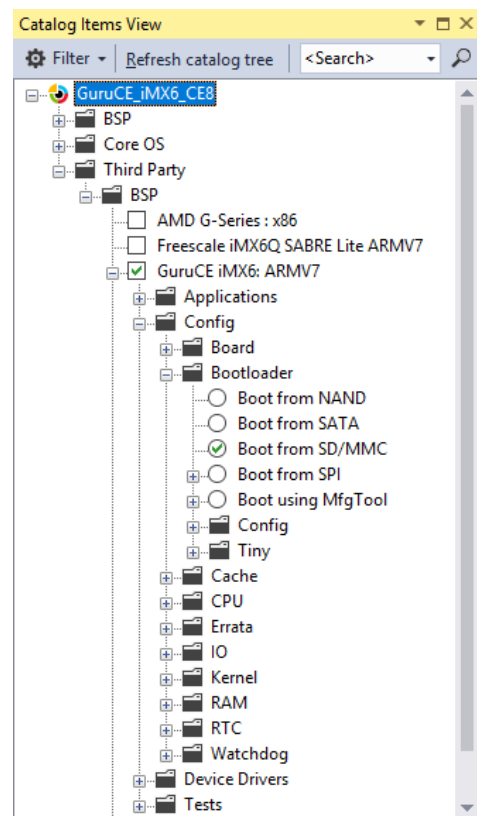 Catalog Items View
Filter Refresh catalog tree <Search>
GuruCE_iMX6_CE8
BSP
Core OS
Third Party
BSP
AMD G-Series : x86
Freescale iMX6Q SABRE Lite ARMV7
GuruCE iMX6: ARMV7
Applications
Config
Board
Bootloader
Boot from NAND
Boot from SATA
Boot from SD/MMC
Boot from SPI
Boot using MfgTool
Config
Tiny
Cache
CPU
Errata
IO
Kernel
RAM
RTC
Watchdog
Device Drivers
Tests